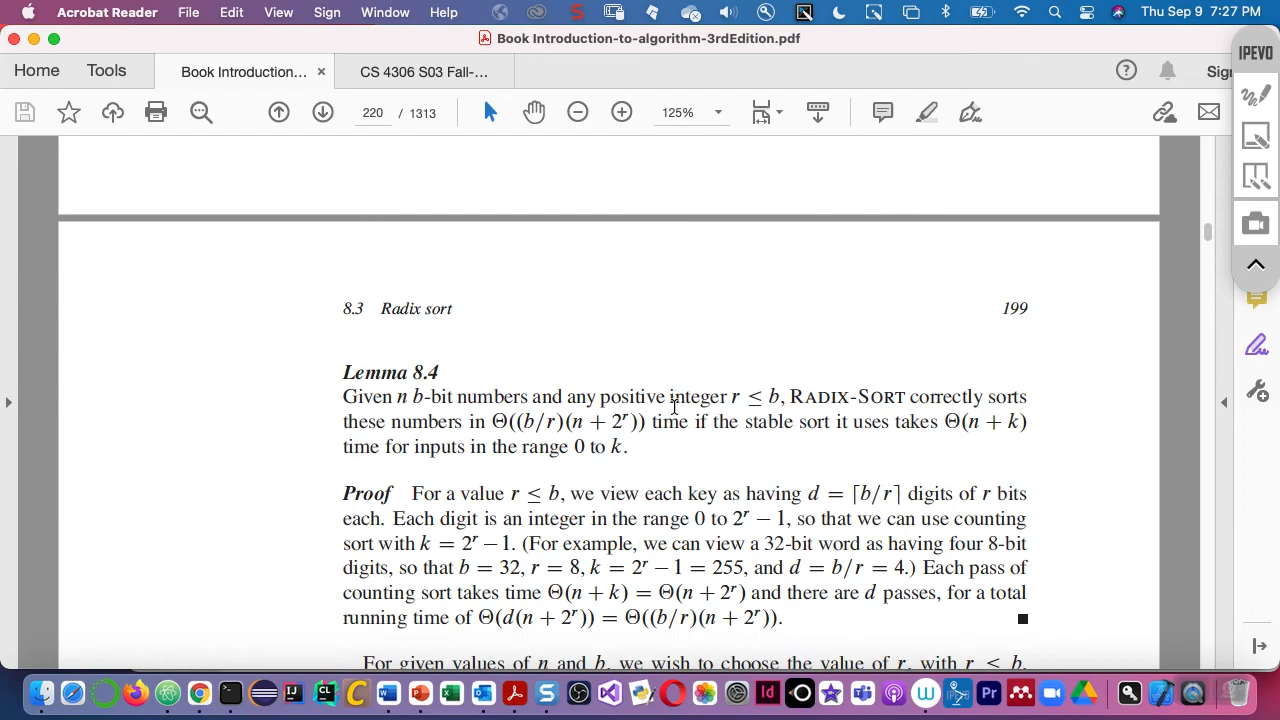 Acrobat Reader File Edit View Sign Window Help Thu Sep 9 7:27 PM
Book Introduction-to-algorithm-3rdEdition.pdf
IPEVO
Home Tools Book Introduction... × CS 4306 S03 Fall-... Sign
220 / 1313 125%
8.3 Radix sort 199
Lemma 8.4
Given n b-bit numbers and any positive integer r ≤ b, RADIX-SORT correctly sorts
these numbers in Θ((b/r)(n + 2^r)) time if the stable sort it uses takes Θ(n + k)
time for inputs in the range 0 to k.
Proof For a value r ≤ b, we view each key as having d = ⌈b/r⌉ digits of r bits
each. Each digit is an integer in the range 0 to 2^r − 1, so that we can use counting
sort with k = 2^r − 1. (For example, we can view a 32-bit word as having four 8-bit
digits, so that b = 32, r = 8, k = 2^r − 1 = 255, and d = b/r = 4.) Each pass of
counting sort takes time Θ(n + k) = Θ(n + 2^r) and there are d passes, for a total
running time of Θ(d(n + 2^r)) = Θ((b/r)(n + 2^r)).
For given values of n and b, we wish to choose the value of r, with r ≤ b,